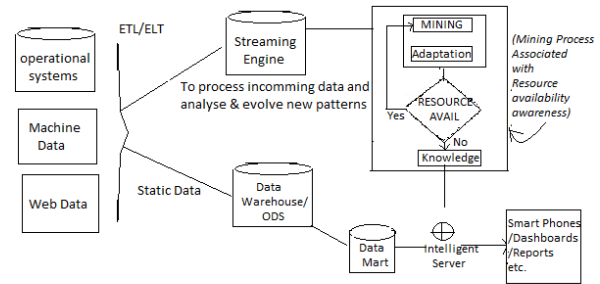 ETL/ELT
operational
systems
Machine
Data
Web Data
Static Data
Streaming
Engine
To process incomming data and
analyse & evolve new patterns
MINING
Adaptation
RESOURCE
AVAIL
Yes
No
Knowledge
(Mining Process
Associated
with
Resource
availability
awareness)
Data
Warehouse/
ODS
Data
Mart
Intelligent
Server
Smart Phones
/Dashboards
/Reports
etc.